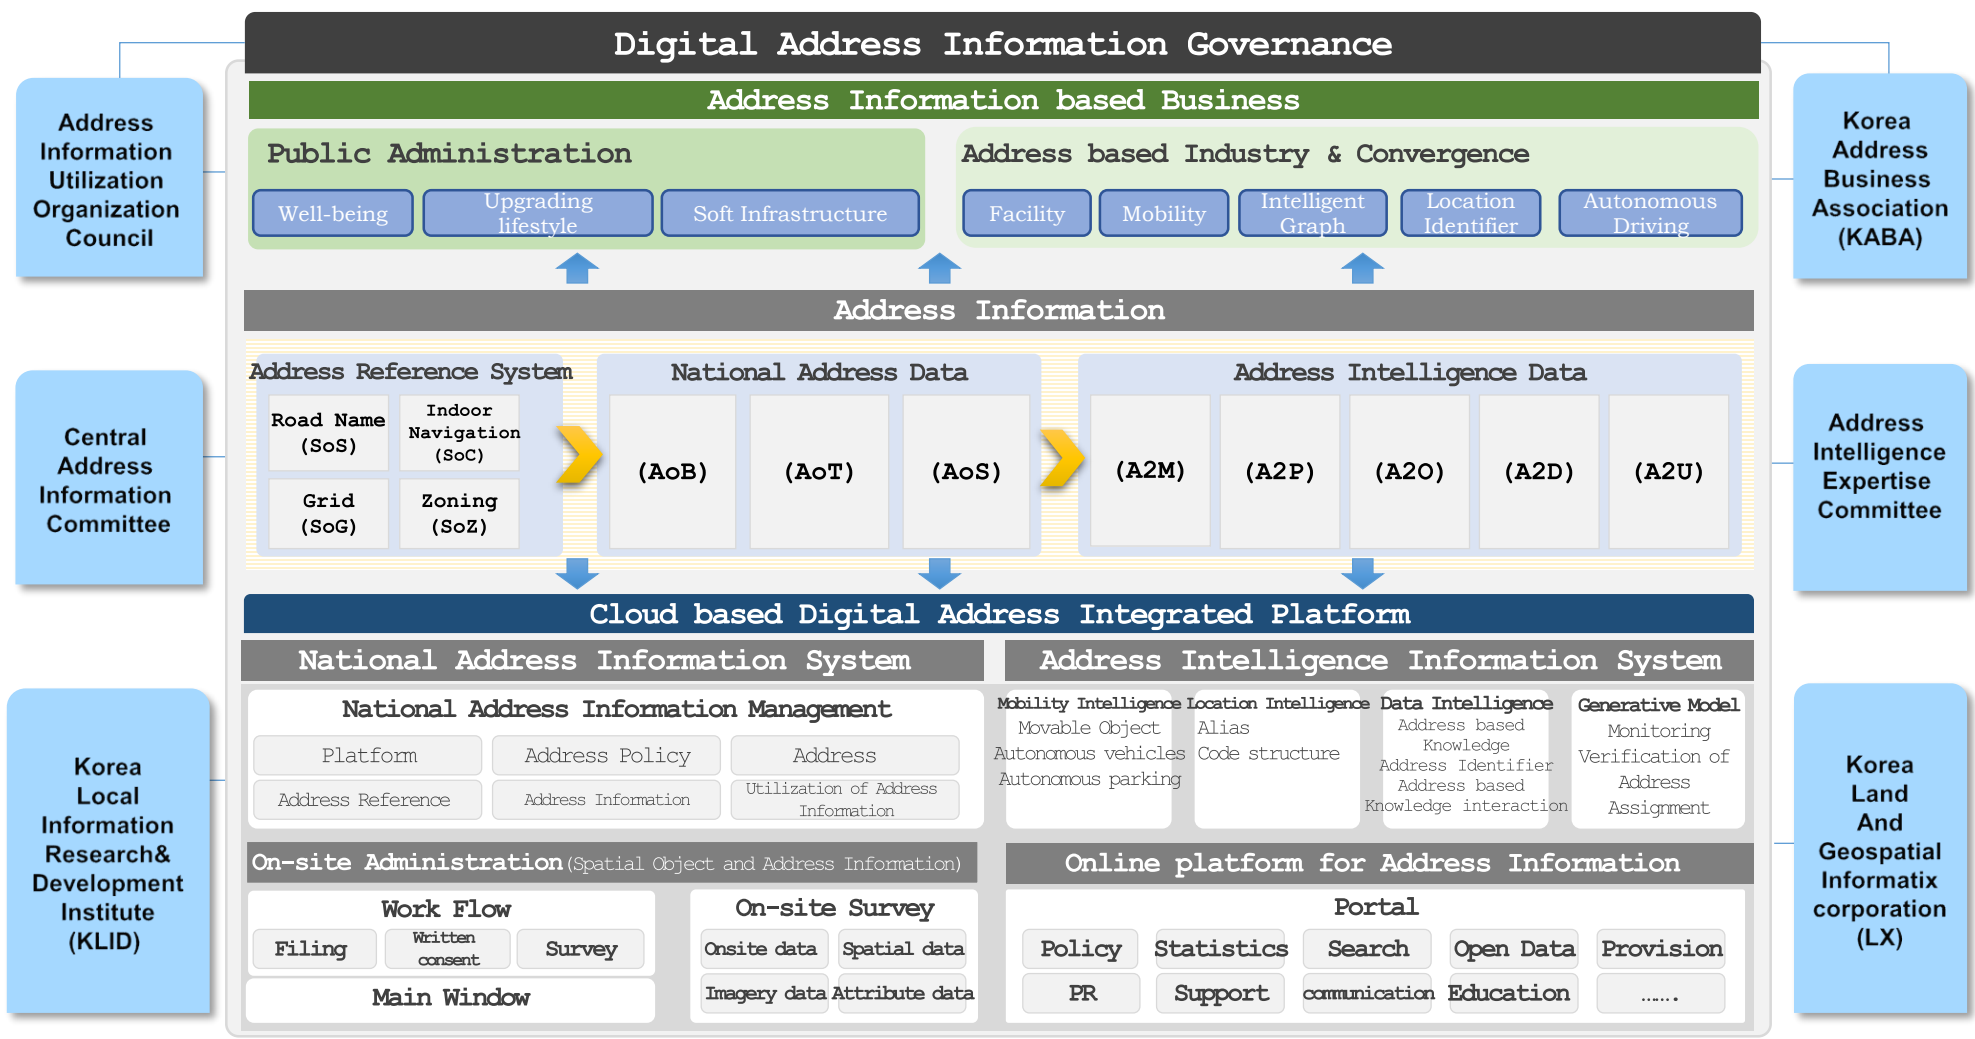 Digital Address Information Governance
Address
Information
Utilization
Organization
Council
Central
Address
Information
Committee
Korea
Local
Information
Research&
Development
Institute
(KLID)
Address Information based Business
Public Administration
Well-being
Upgrading
lifestyle
Soft Infrastructure
Address based Industry & Convergence
Facility
Mobility
Intelligent
Graph
Location
Identifier
Autonomous
Driving
Address Information
Address Reference System
Road Name
(SoS)
Indoor
Navigation
(SoC)
Grid
(SoG)
Zoning
(SoZ)
National Address Data
(AoB)
(AoT)
(AoS)
Address Intelligence Data
(A2M)
(A2P)
(A2O)
(A2D)
(A2U)
Cloud based Digital Address Integrated Platform
National Address Information System
National Address Information Management
Platform
Address Policy
Address
Address Reference
Address Information
Utilization of Address
Information
Address Intelligence Information System
Mobility Intelligence
Movable Object
Autonomous vehicles
Autonomous parking
Location Intelligence
Alias
Code structure
Data Intelligence
Address based
Knowledge
Address Identifier
Address based
Knowledge interaction
Generative Model
Monitoring
Verification of
Address
Assignment
On-site Administration(Spatial Object and Address Information)
Work Flow
Filing
Written
consent
Survey
Main Window
On-site Survey
Onsite data
Spatial data
Imagery data
Attribute data
Online platform for Address Information
Portal
Policy
Statistics
Search
Open Data
Provision
PR
Support
communication
Education
…….
Korea
Address
Business
Association
(KABA)
Address
Intelligence
Expertise
Committee
Korea
Land
And
Geospatial
Informatix
corporation
(LX)